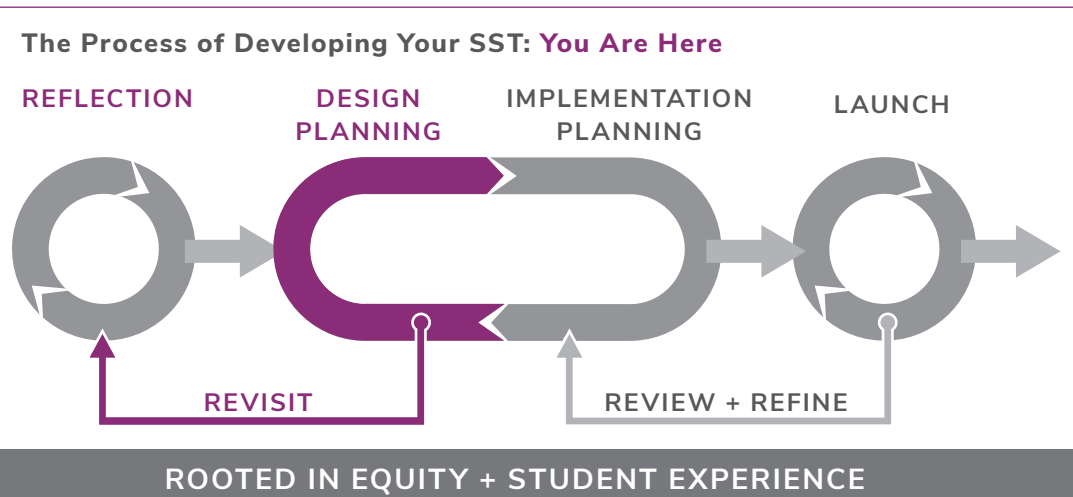 The Process of Developing Your SST: You Are Here
REFLECTION
DESIGN
PLANNING
IMPLEMENTATION
PLANNING
LAUNCH
REVISIT
REVIEW + REFINE
ROOTED IN EQUITY + STUDENT EXPERIENCE